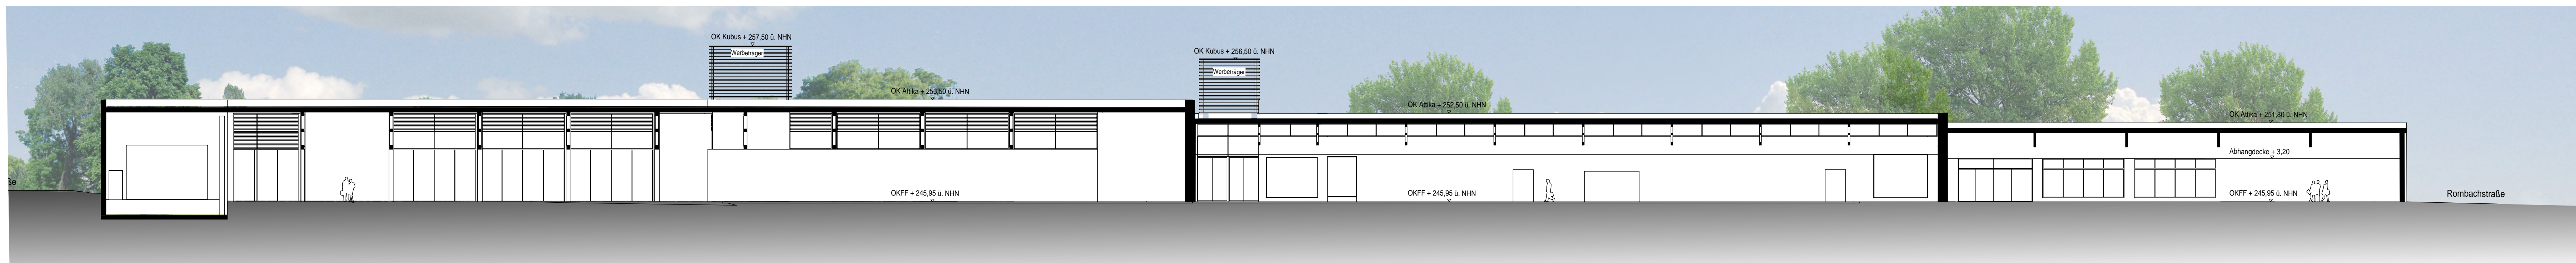 OK Kubus + 257,50 ü. NHN
Werbeträger
OK Kubus + 256,50 ü. NHN
Werbeträger
OK Attika + 253,50 ü. NHN
OK Attika + 252,50 ü. NHN
OK Attika + 251,80 ü. NHN
Abhangdecke + 3,20
ße
OKFF + 245,95 ü. NHN
OKFF + 245,95 ü. NHN
OKFF + 245,95 ü. NHN
Rombachstraße